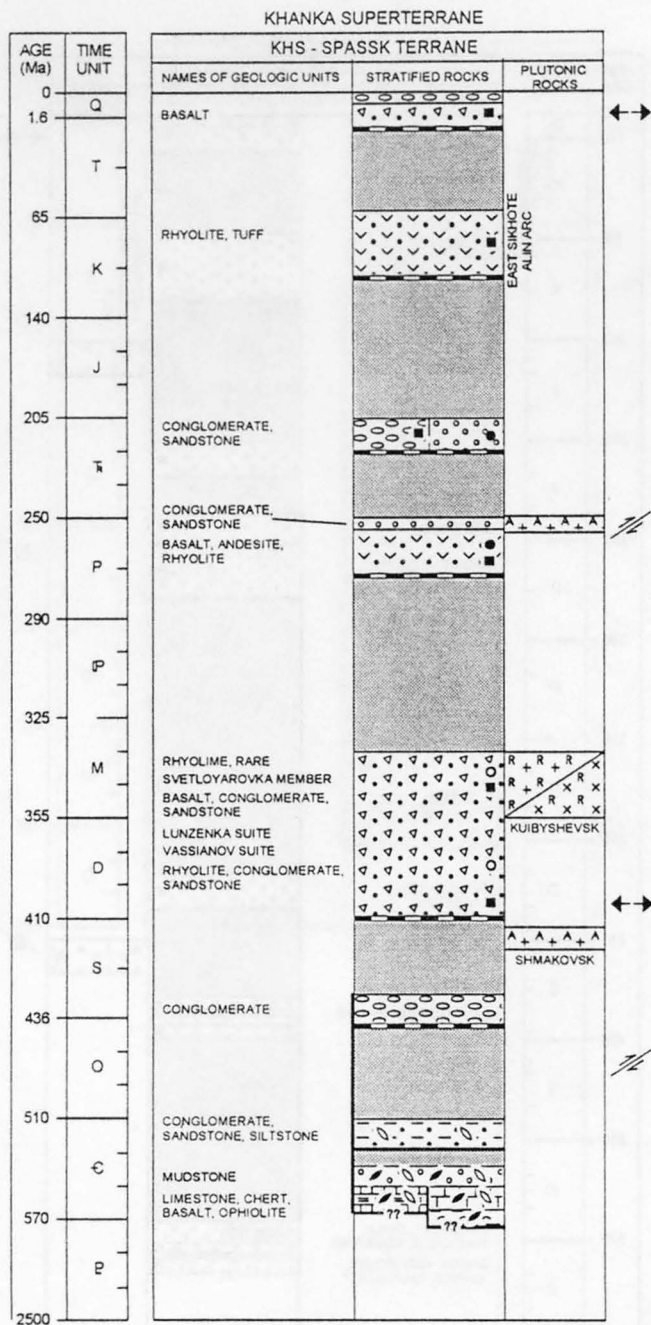 KHANKA SUPERTERRANE
AGE (Ma)
TIME UNIT
KHS - SPASSK TERRANE
NAMES OF GEOLOGIC UNITS
STRATIFIED ROCKS
PLUTONIC ROCKS
0
Q
1.6
BASALT
T
65
RHYOLITE, TUFF
EAST SIKHOTE
ALIN ARC
K
140
J
205
CONGLOMERATE,
SANDSTONE
250
CONGLOMERATE,
SANDSTONE
BASALT, ANDESITE,
RHYOLITE
P
290
325
M
RHYOLIME, RARE
SVETLOYAROVKA MEMBER
BASALT, CONGLOMERATE,
SANDSTONE
355
KUIBYSHEVSK
LUNZENKA SUITE
VASSIANOV SUITE
D
RHYOLITE, CONGLOMERATE,
SANDSTONE
410
S
SHMAKOVSK
CONGLOMERATE
436
O
510
CONGLOMERATE,
SANDSTONE, SILTSTONE
Є
MUDSTONE
LIMESTONE, CHERT,
BASALT, OPHIOLITE
570
??
??
2500